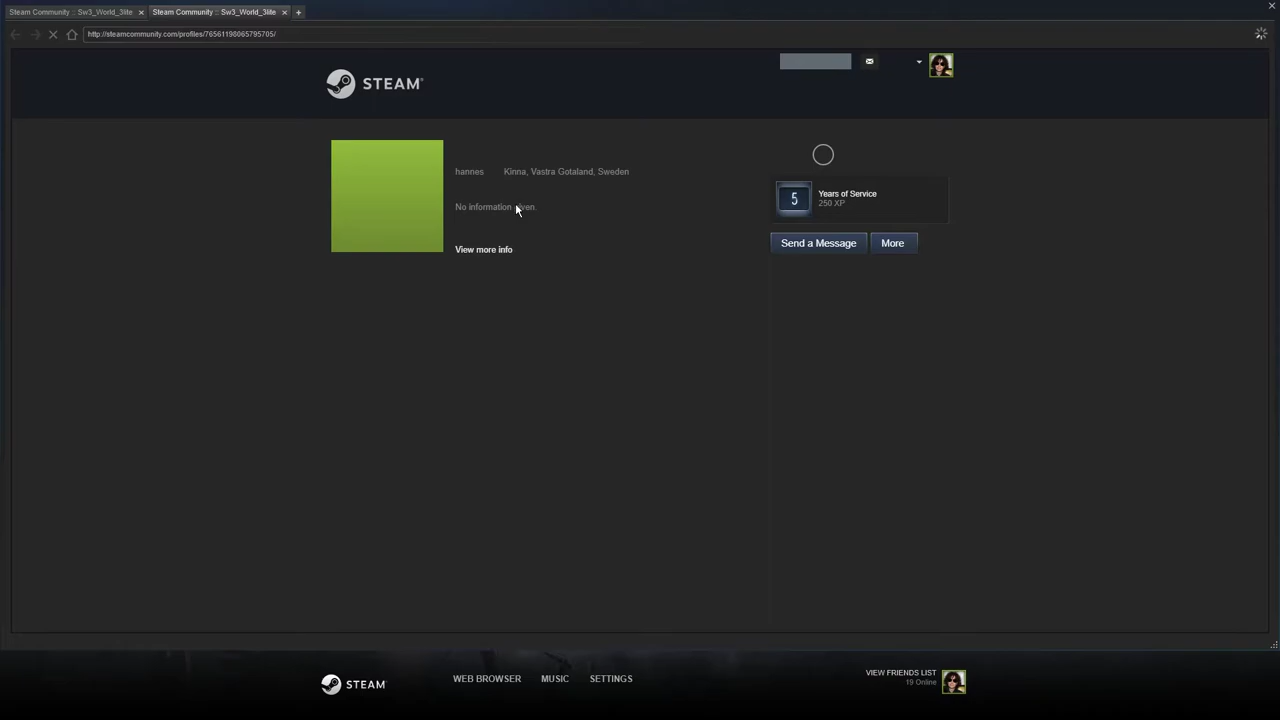 Steam Community :: Sw3_World_3lite
Steam Community :: Sw3_World_3lite
http://steamcommunity.com/profiles/76561198065795705/
STEAM®
hannes Kinna, Vastra Gotaland, Sweden
No information given.
View more info
5
Years of Service
250 XP
Send a Message
More
STEAM
WEB BROWSER
MUSIC
SETTINGS
VIEW FRIENDS LIST
19 Online